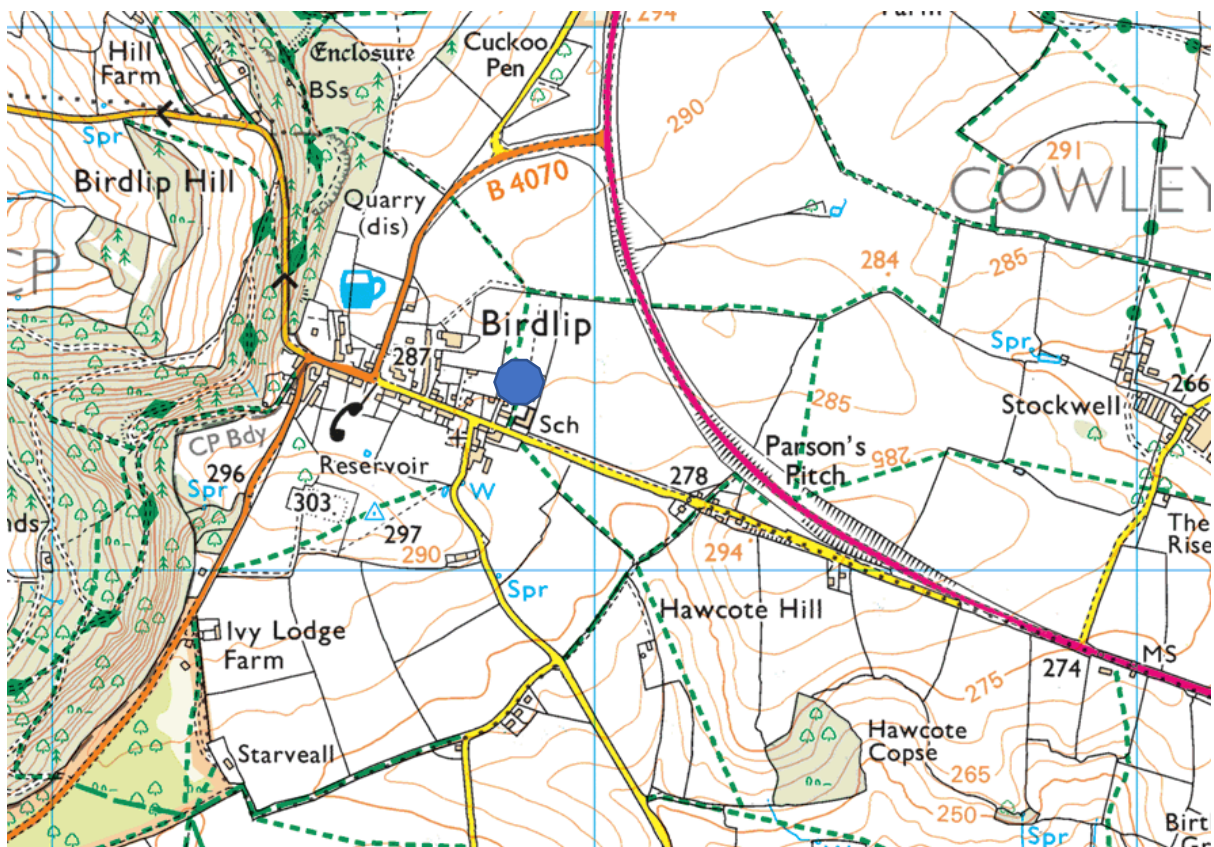 294
Farm
Hill
Farm
Enclosure
BSs
Cuckoo
Pen
Spr
290
291
Birdlip Hill
B 4070
COWLEY
Quarry
(dis)
CP
284
285
Birdlip
287
Spr
266
Stockwell
285
Sch
CP Bdy
Parson's
Pitch
285
296
Reservoir
278
Spr
W
303
297
290
294
The
Rise
Spr
Hawcote Hill
Ivy Lodge
Farm
274
MS
275
Hawcote
Copse
Starveall
265
250
Spr